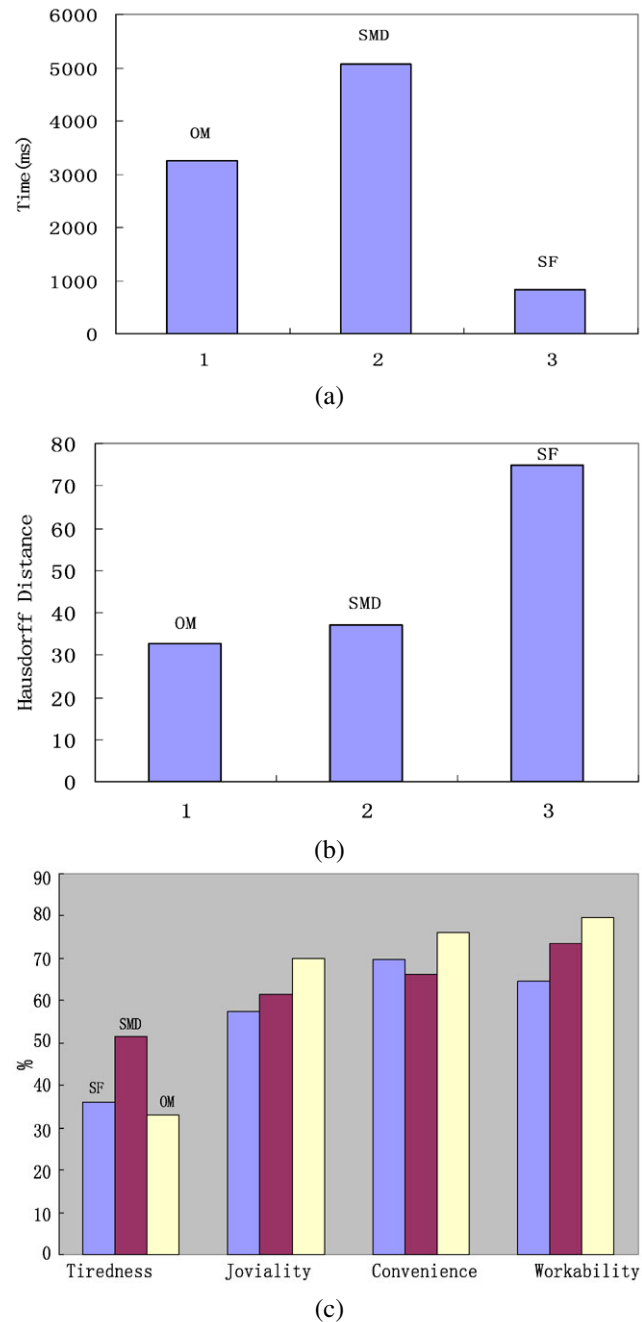 6000
5000
4000
3000
2000
1000
0
Time(ms)
OM
SMD
SF
1 2 3
(a)
80
70
60
50
40
30
20
10
0
Hausdorff Distance
OM
SMD
SF
1 2 3
(b)
90
80
70
60
50
40
30
20
10
0
%
SF
SMD
OM
Tiredness Joviality Convenience Workability
(c)